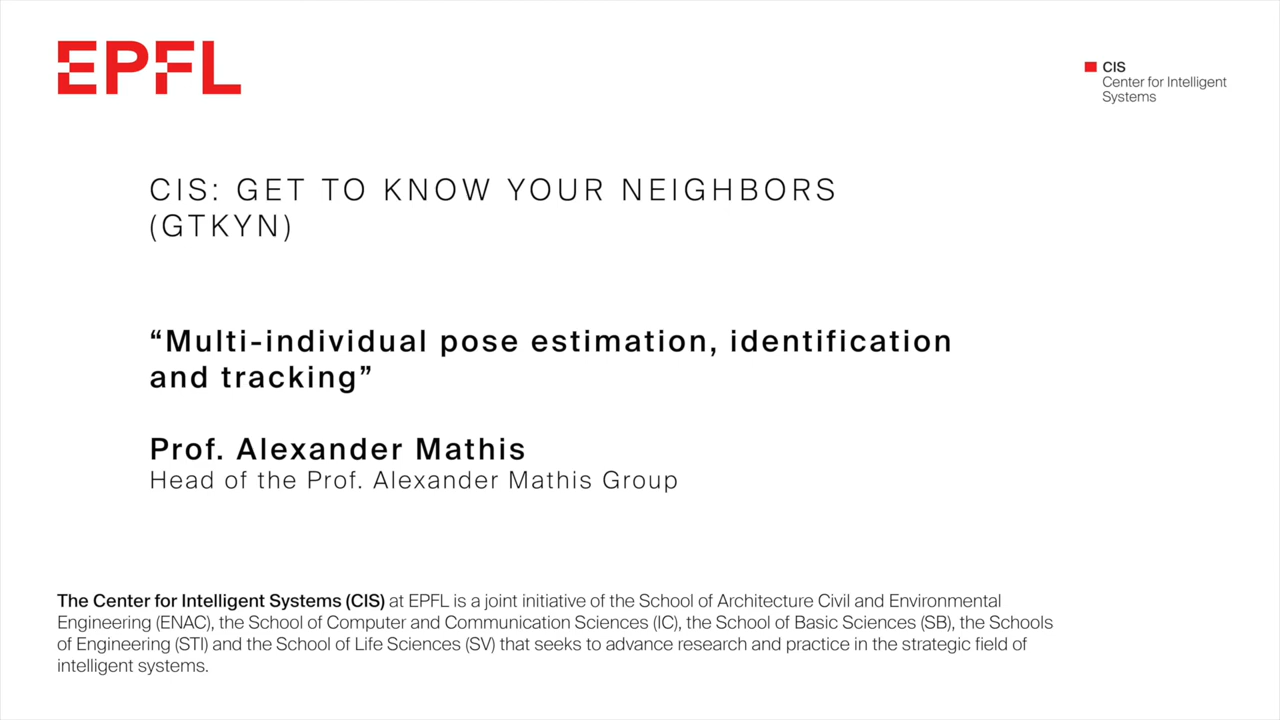 EPFL
CIS
Center for Intelligent
Systems
CIS: GET TO KNOW YOUR NEIGHBORS
(GTKYN)
“Multi-individual pose estimation, identification
and tracking”
Prof. Alexander Mathis
Head of the Prof. Alexander Mathis Group
The Center for Intelligent Systems (CIS) at EPFL is a joint initiative of the School of Architecture Civil and Environmental
Engineering (ENAC), the School of Computer and Communication Sciences (IC), the School of Basic Sciences (SB), the Schools
of Engineering (STI) and the School of Life Sciences (SV) that seeks to advance research and practice in the strategic field of
intelligent systems.